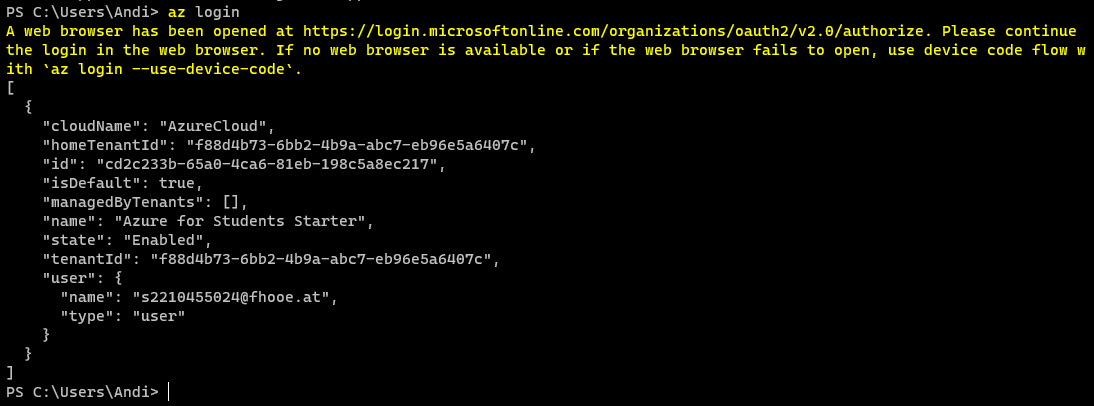 PS C:\Users\Andi> az login
A web browser has been opened at https://login.microsoftonline.com/organizations/oauth2/v2.0/authorize. Please continue
the login in the web browser. If no web browser is available or if the web browser fails to open, use device code flow w
ith `az login --use-device-code`.
[
  {
    "cloudName": "AzureCloud",
    "homeTenantId": "f88d4b73-6bb2-4b9a-abc7-eb96e5a6407c",
    "id": "cd2c233b-65a0-4ca6-81eb-198c5a8ec217",
    "isDefault": true,
    "managedByTenants": [],
    "name": "Azure for Students Starter",
    "state": "Enabled",
    "tenantId": "f88d4b73-6bb2-4b9a-abc7-eb96e5a6407c",
    "user": {
      "name": "s2210455024@fhooe.at",
      "type": "user"
    }
  }
]
PS C:\Users\Andi>